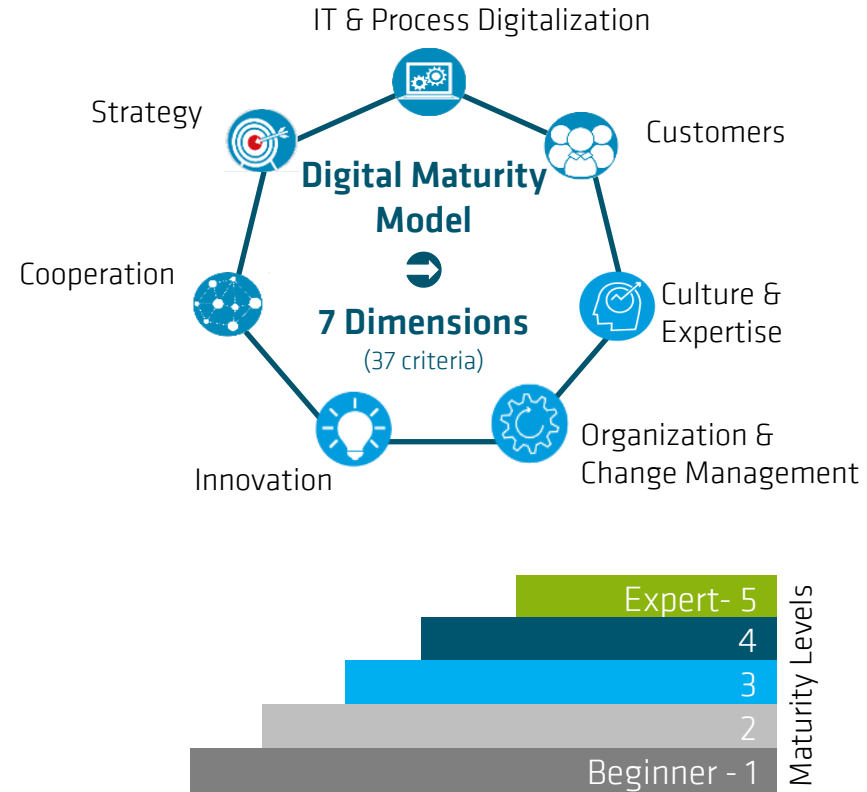 IT & Process Digitalization
Strategy
Customers
Digital Maturity
Model
Cooperation
Culture &
Expertise
7 Dimensions
(37 criteria)
Organization &
Change Management
Innovation
Expert- 5
4
3
2
Beginner - 1
Maturity Levels